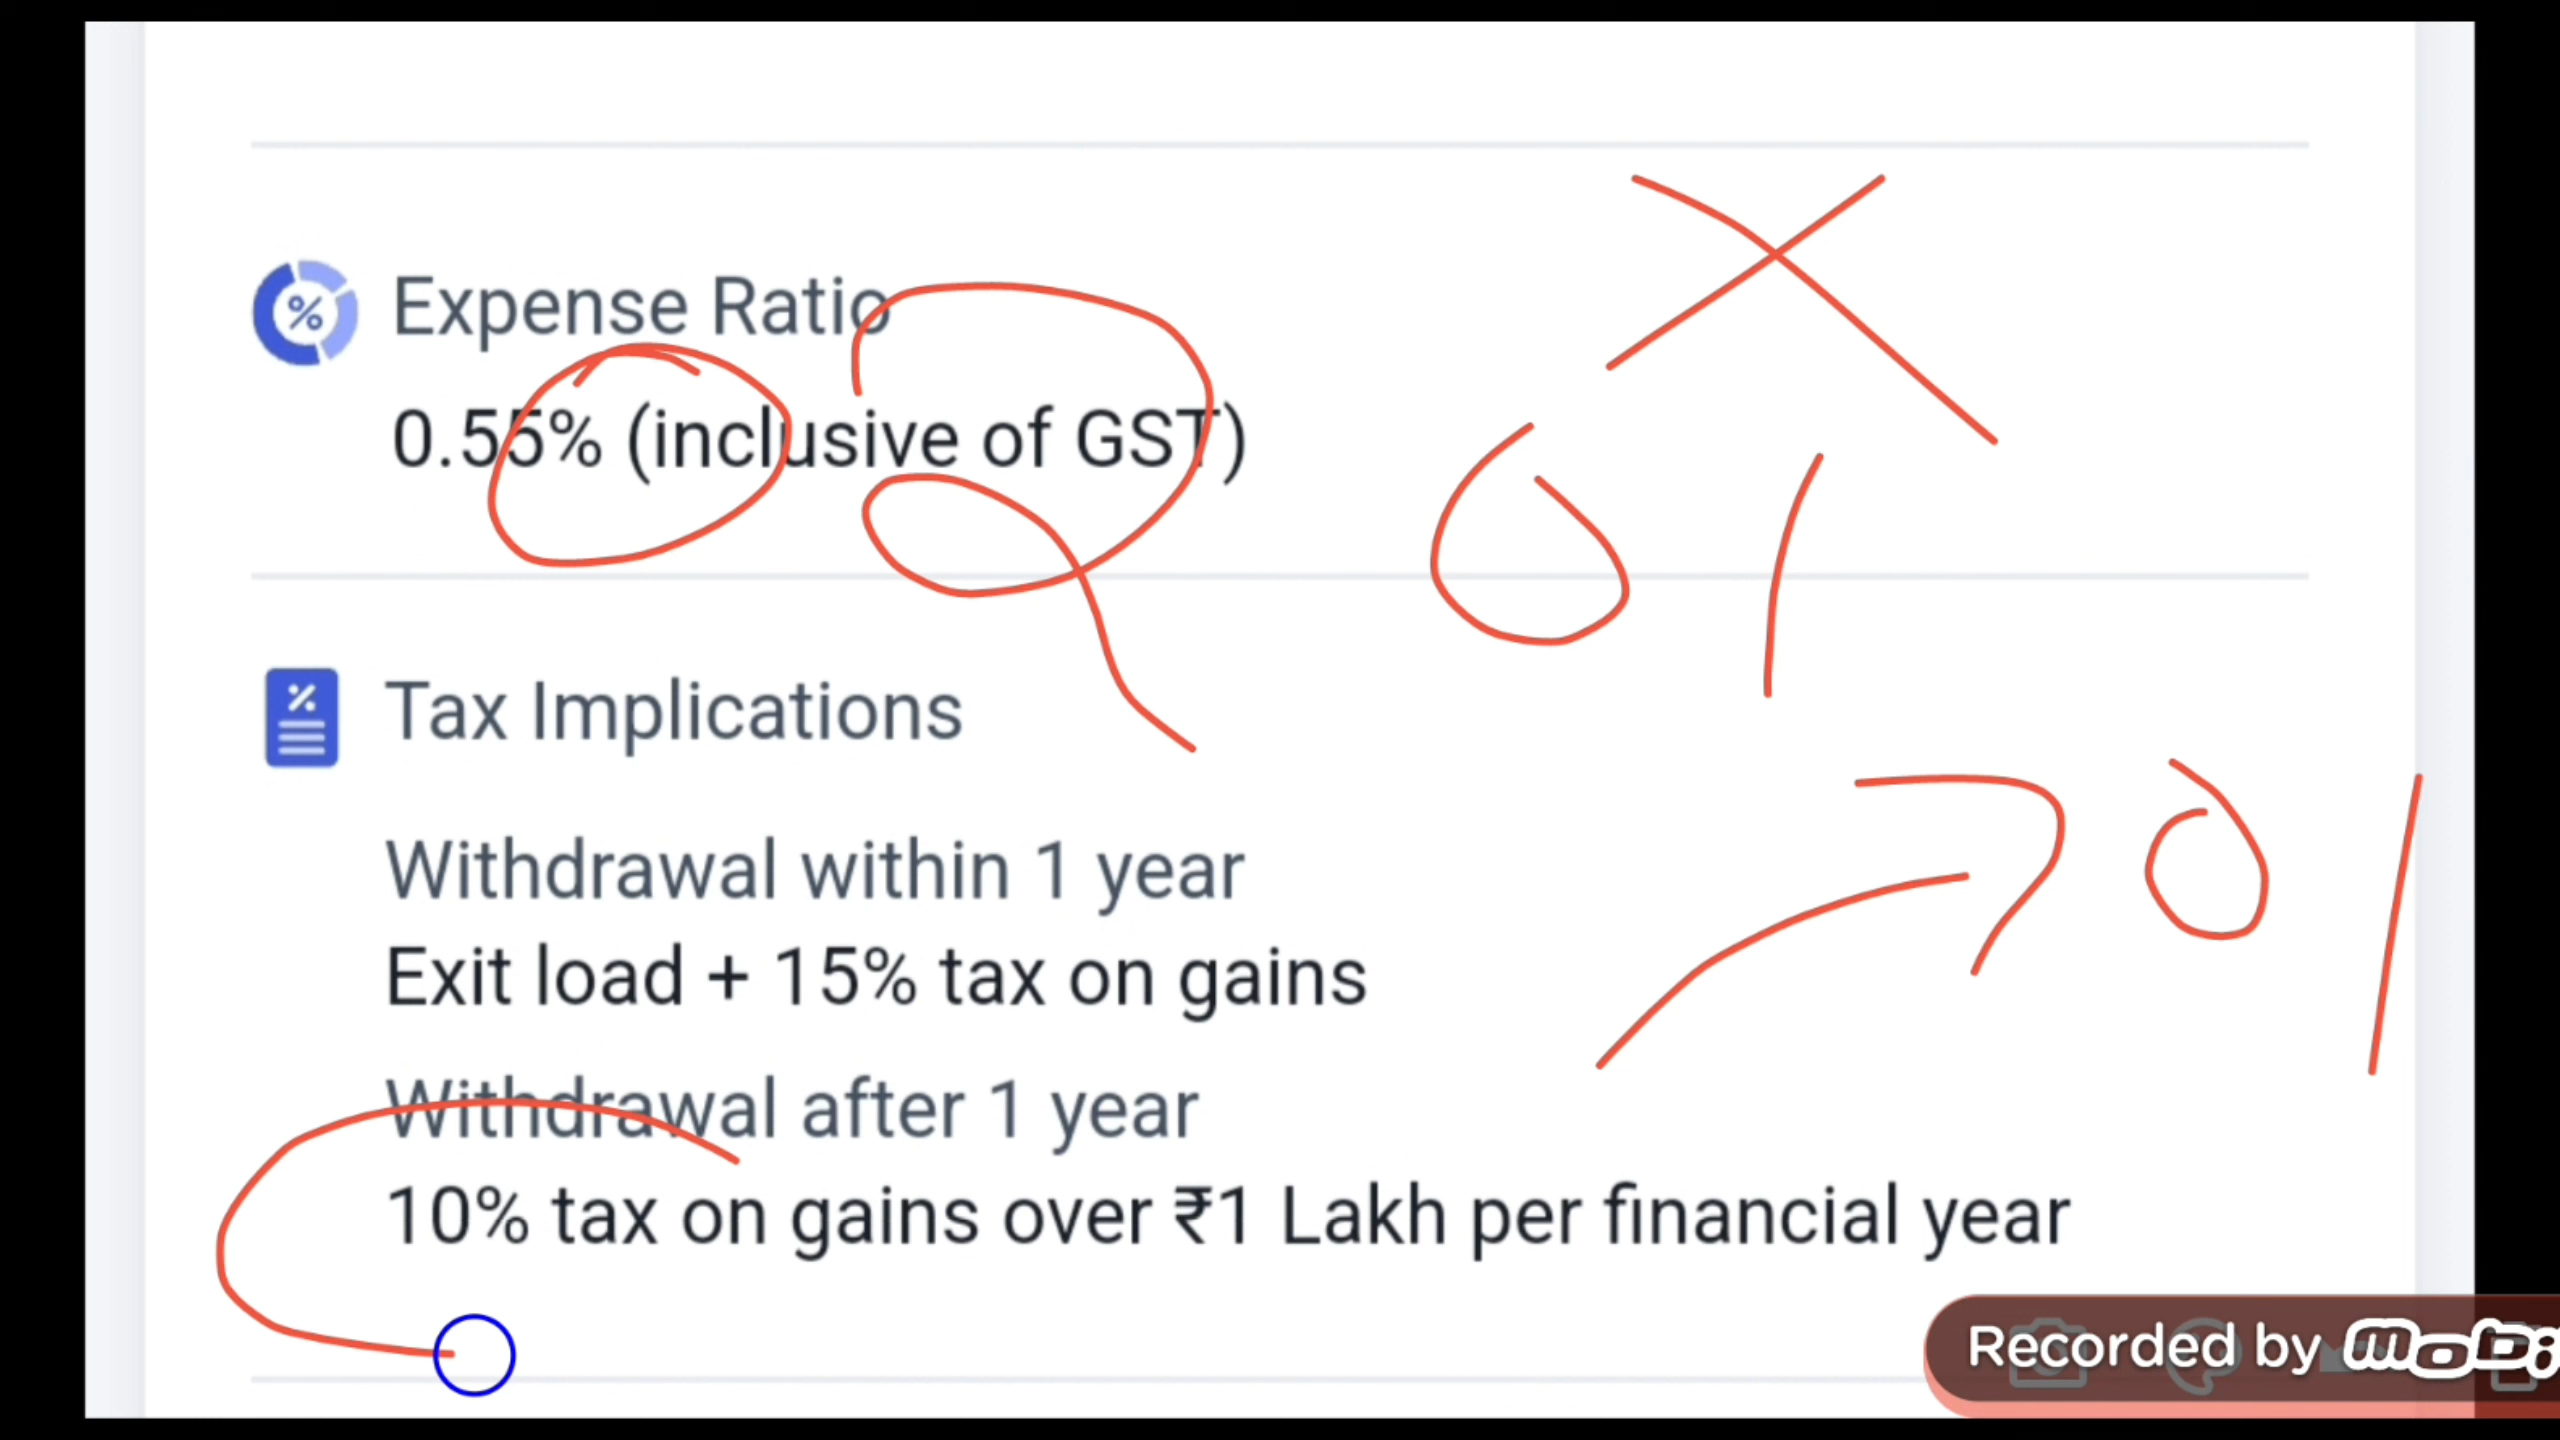 Expense Ratio
0.55% (inclusive of GST)
Tax Implications
Withdrawal within 1 year
Exit load + 15% tax on gains
Withdrawal after 1 year
10% tax on gains over ₹1 Lakh per financial year
Recorded by